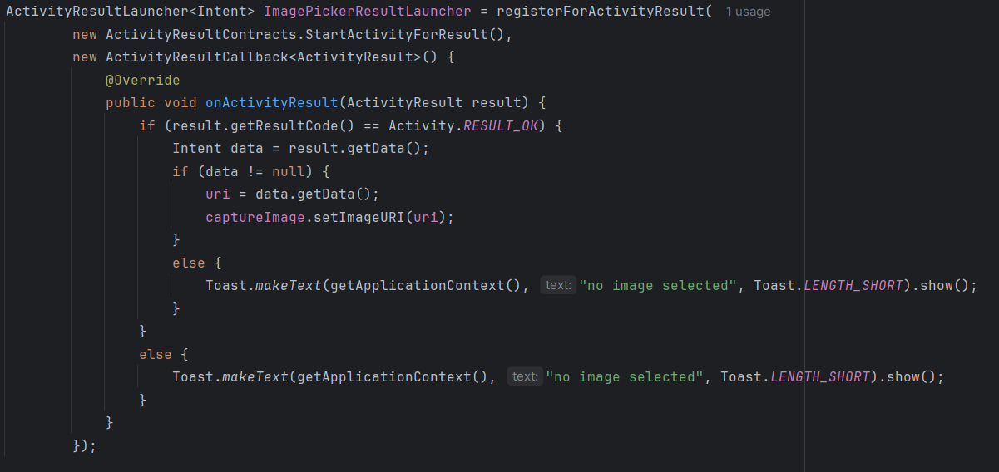 ActivityResultLauncher<Intent> ImagePickerResultLauncher = registerForActivityResult( 1 usage
        new ActivityResultContracts.StartActivityForResult(),
        new ActivityResultCallback<ActivityResult>() {
            @Override
            public void onActivityResult(ActivityResult result) {
                if (result.getResultCode() == Activity.RESULT_OK) {
                    Intent data = result.getData();
                    if (data != null) {
                        uri = data.getData();
                        captureImage.setImageURI(uri);
                    }
                    else {
                        Toast.makeText(getApplicationContext(), text: "no image selected", Toast.LENGTH_SHORT).show();
                    }
                }
                else {
                    Toast.makeText(getApplicationContext(), text: "no image selected", Toast.LENGTH_SHORT).show();
                }
            }
        });